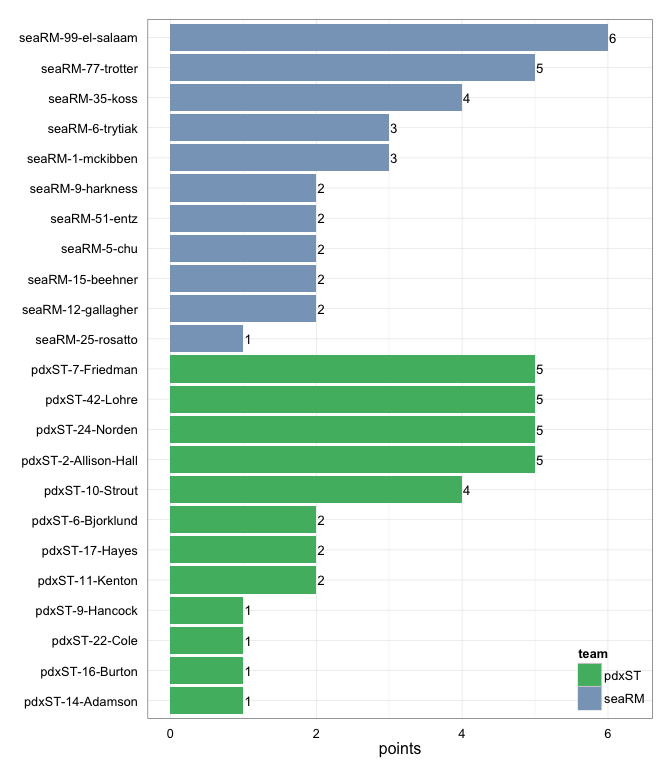 seaRM-99-el-salaam 6
seaRM-77-trotter 5
seaRM-35-koss 4
seaRM-6-trytiak 3
seaRM-1-mckibben 3
seaRM-9-harkness 2
seaRM-51-entz 2
seaRM-5-chu 2
seaRM-15-beehner 2
seaRM-12-gallagher 2
seaRM-25-rosatto 1
pdxST-7-Friedman 5
pdxST-42-Lohre 5
pdxST-24-Norden 5
pdxST-2-Allison-Hall 5
pdxST-10-Strout 4
pdxST-6-Bjorklund 2
pdxST-17-Hayes 2
pdxST-11-Kenton 2
pdxST-9-Hancock 1
pdxST-22-Cole 1
pdxST-16-Burton 1
pdxST-14-Adamson 1
team
pdxST
seaRM
0 2 4 6
points